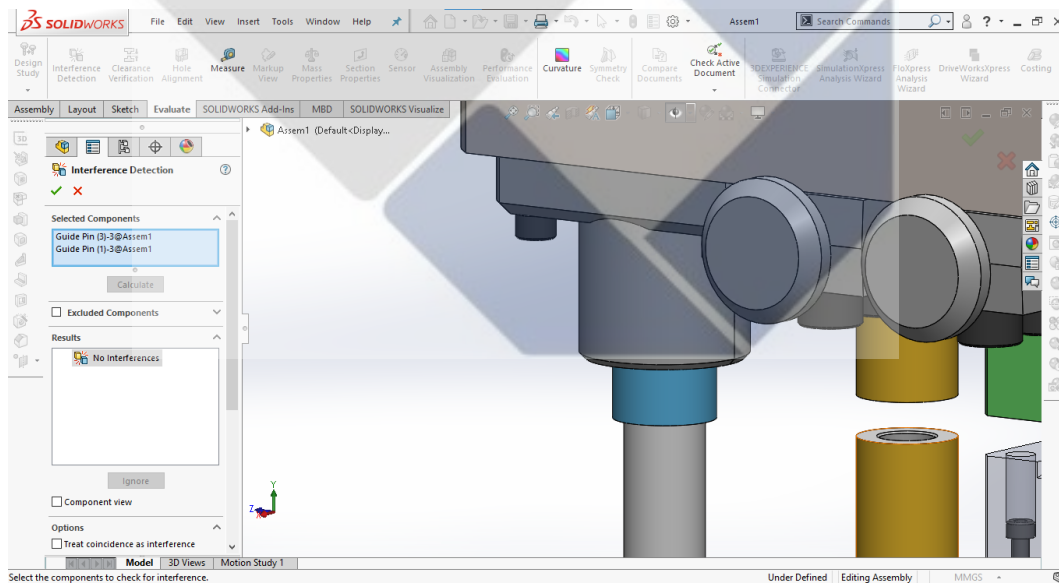 SOLIDWORKS File Edit View Insert Tools Window Help Assem1 Search Commands
Design Study
Interference Detection
Clearance Verification
Hole Alignment
Measure
Markup View
Mass Properties
Section Properties
Sensor
Assembly Visualization
Performance Evaluation
Curvature
Symmetry Check
Compare Documents
Check Active Document
3DEXPERIENCE Simulation Connector
SimulationXpress Analysis Wizard
FloXpress Analysis Wizard
DriveWorksXpress Wizard
Costing
Assembly Layout Sketch Evaluate SOLIDWORKS Add-Ins MBD SOLIDWORKS Visualize
Assem1 (Default<Display...
Interference Detection
Selected Components
Guide Pin (3)-3@Assem1
Guide Pin (1)-3@Assem1
Calculate
Excluded Components
Results
No Interferences
Ignore
Component view
Options
Treat coincidence as interference
Y
Z
Model 3D Views Motion Study 1
Select the components to check for interference. Under Defined Editing Assembly MMGS